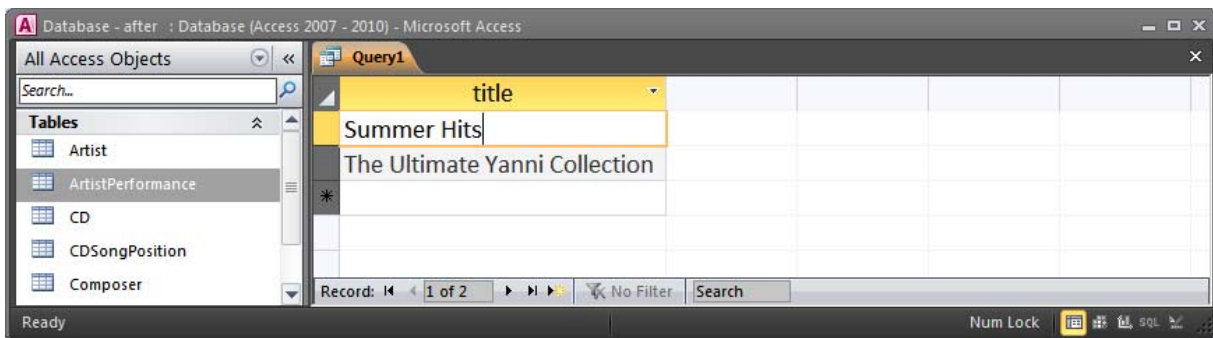 Database - after : Database (Access 2007 - 2010) - Microsoft Access
All Access Objects
Query1
Search...
title
Tables
Summer Hits
Artist
The Ultimate Yanni Collection
ArtistPerformance
CD
CDSongPosition
Composer
Record: 1 of 2 No Filter Search
Ready
Num Lock SQL